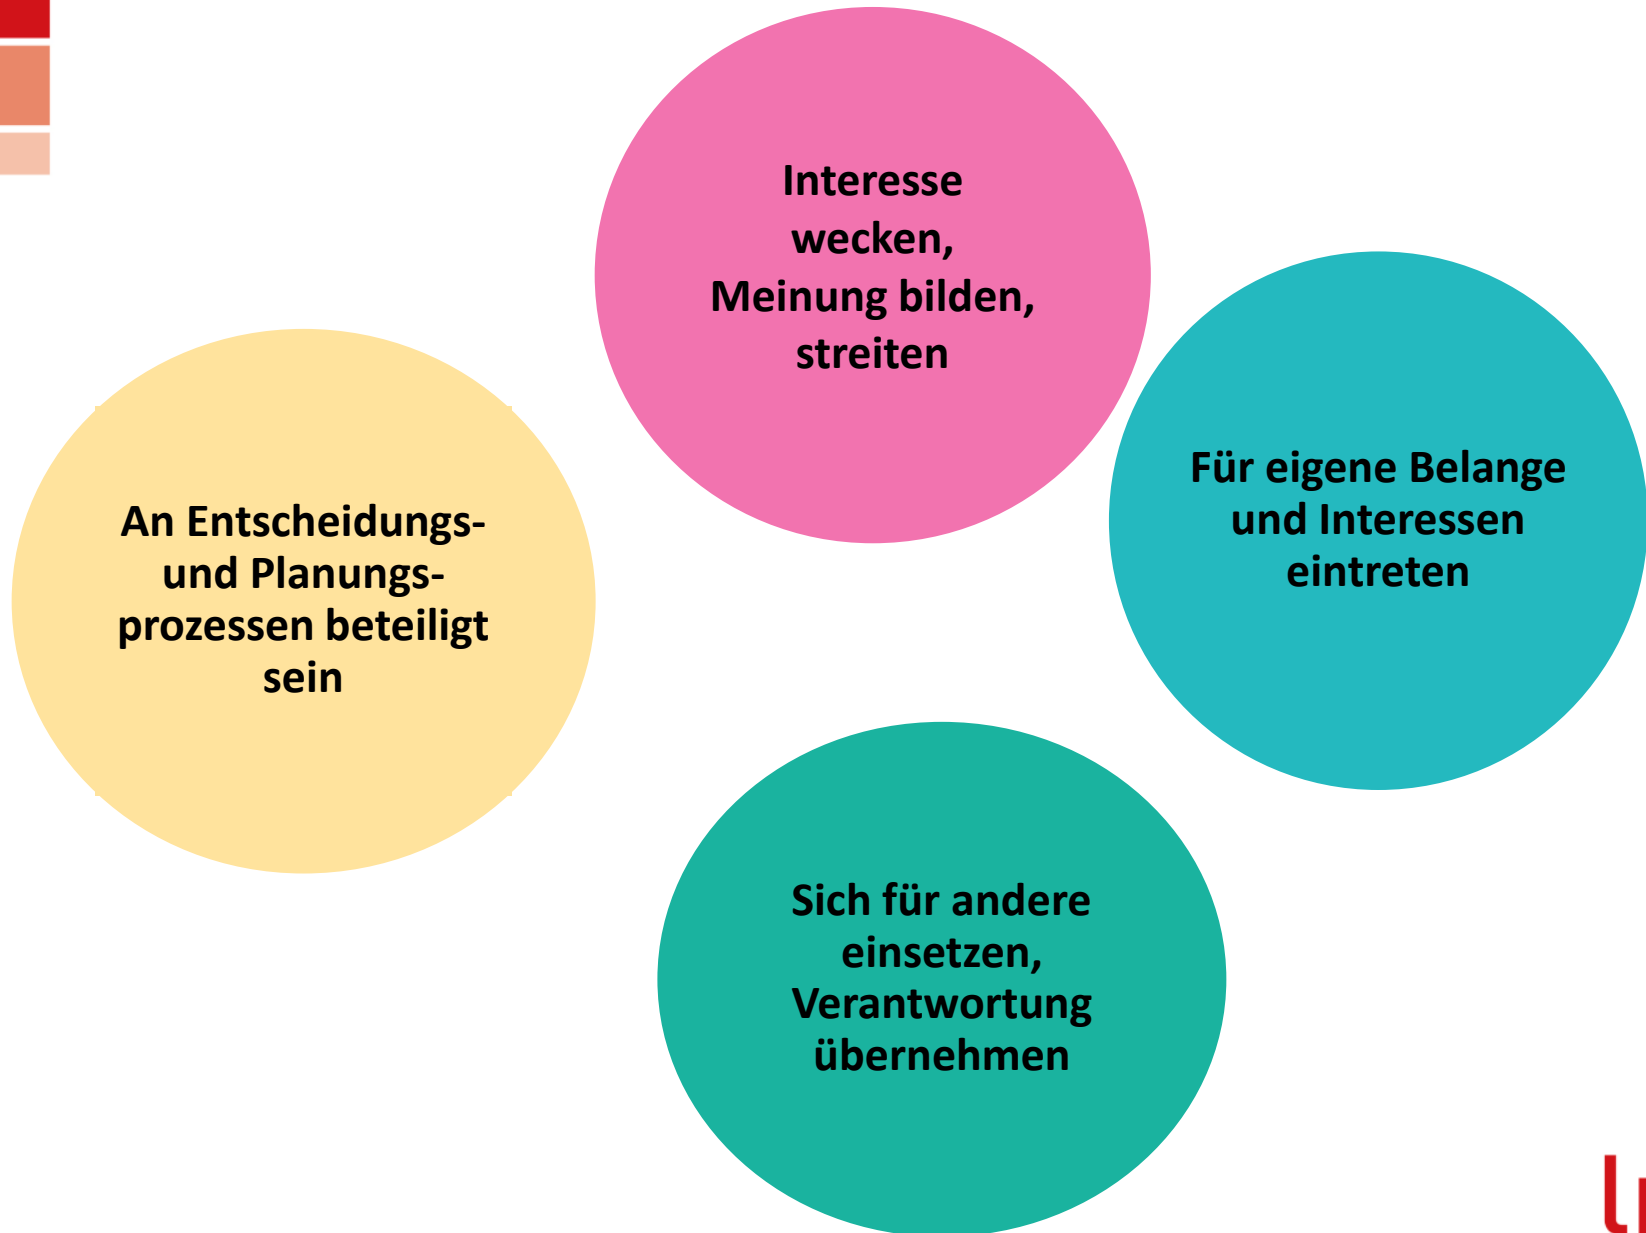 Interesse
wecken,
Meinung bilden,
streiten
Für eigene Belange
und Interessen
eintreten
An Entscheidungs-
und Planungs-
prozessen beteiligt
sein
Sich für andere
einsetzen,
Verantwortung
übernehmen